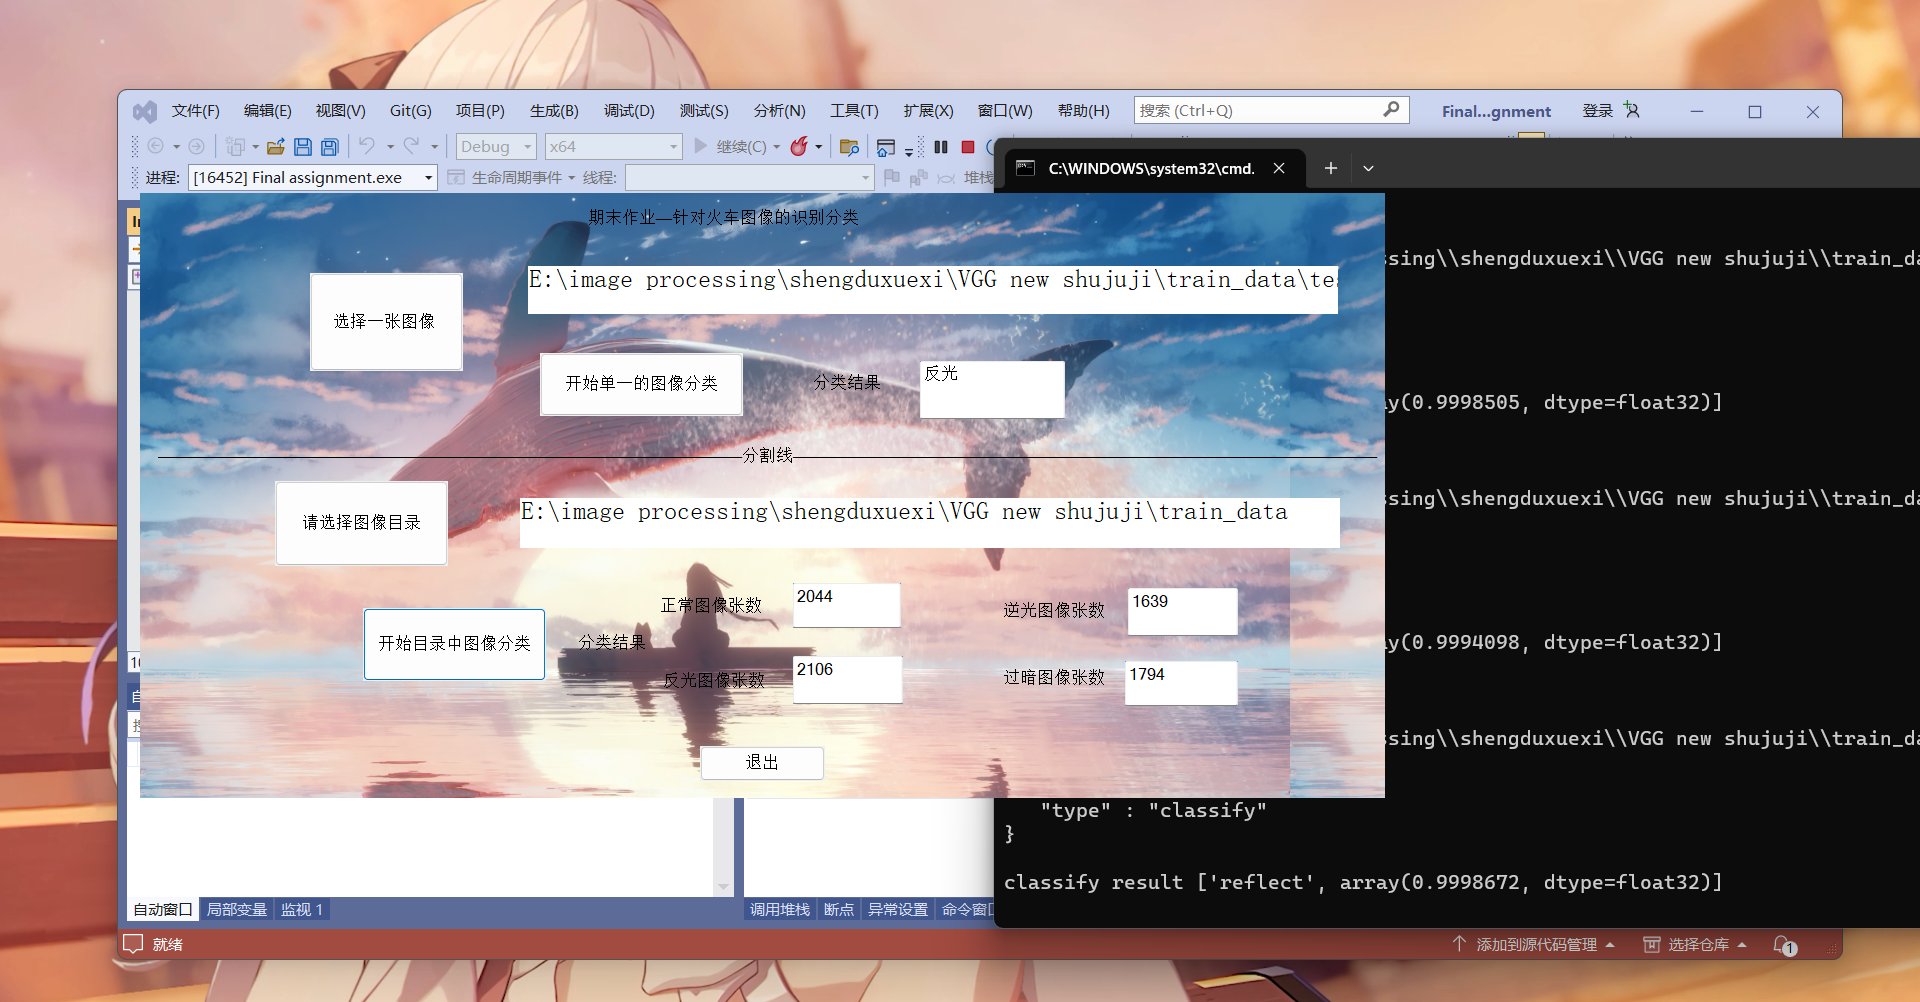 文件(F) 编辑(E) 视图(V) Git(G) 项目(P) 生成(B) 调试(D) 测试(S) 分析(N) 工具(T) 扩展(X) 窗口(W) 帮助(H) 搜索 (Ctrl+Q) Final...gnment 登录
Debug x64 继续(C)
进程: [16452] Final assignment.exe 生命周期事件 线程: 堆栈
C:\WINDOWS\system32\cmd.
期末作业—针对火车图像的识别分类
选择一张图像
E:\image processing\shengduxuexi\VGG new shujuji\train_data\te
开始单一的图像分类
分类结果
反光
分割线
请选择图像目录
E:\image processing\shengduxuexi\VGG new shujuji\train_data
开始目录中图像分类
分类结果
正常图像张数 2044
逆光图像张数 1639
反光图像张数 2106
过暗图像张数 1794
退出
sing\\shengduxuexi\\VGG new shujuji\\train_da
y(0.9998505, dtype=float32)]
sing\\shengduxuexi\\VGG new shujuji\\train_da
y(0.9994098, dtype=float32)]
sing\\shengduxuexi\\VGG new shujuji\\train_da
"type" : "classify"
}
classify result ['reflect', array(0.9998672, dtype=float32)]
自动窗口 局部变量 监视 1
调用堆栈 断点 异常设置 命令窗
就绪
添加到源代码管理 选择仓库 1